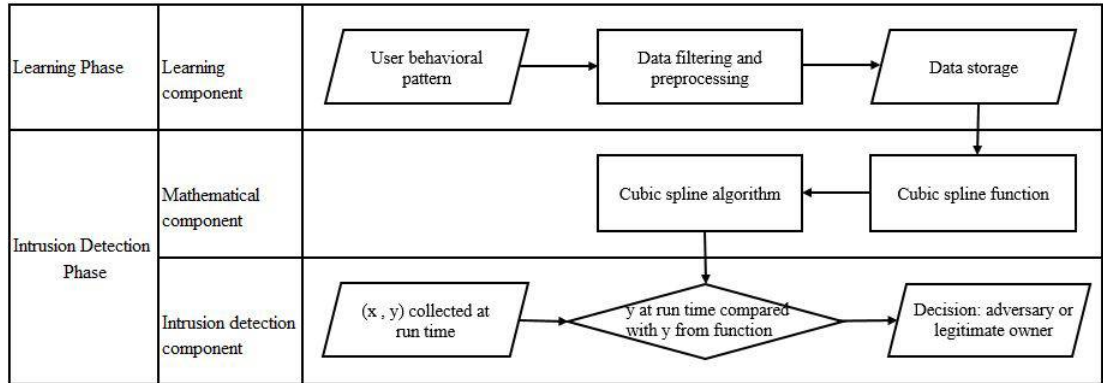 Learning Phase
Learning
component
User behavioral
pattern
Data filtering and
preprocessing
Data storage
Intrusion Detection
Phase
Mathematical
component
Cubic spline algorithm
Cubic spline function
Intrusion detection
component
(x , y) collected at
run time
y at run time compared
with y from function
Decision: adversary or
legitimate owner